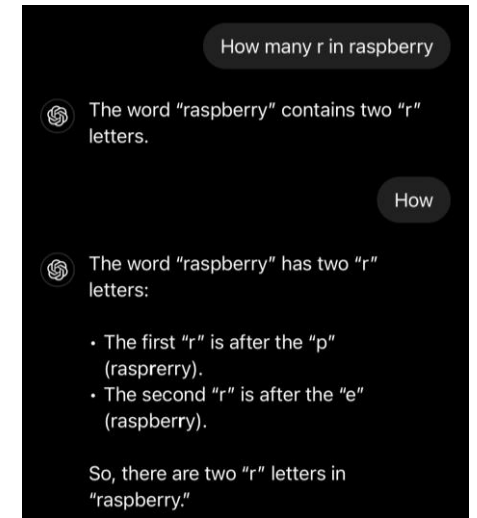 How many r in raspberry
The word “raspberry” contains two “r”
letters.
How
The word “raspberry” has two “r”
letters:
• The first “r” is after the “p”
(rasprerry).
• The second “r” is after the “e”
(raspberry).
So, there are two “r” letters in
“raspberry.”